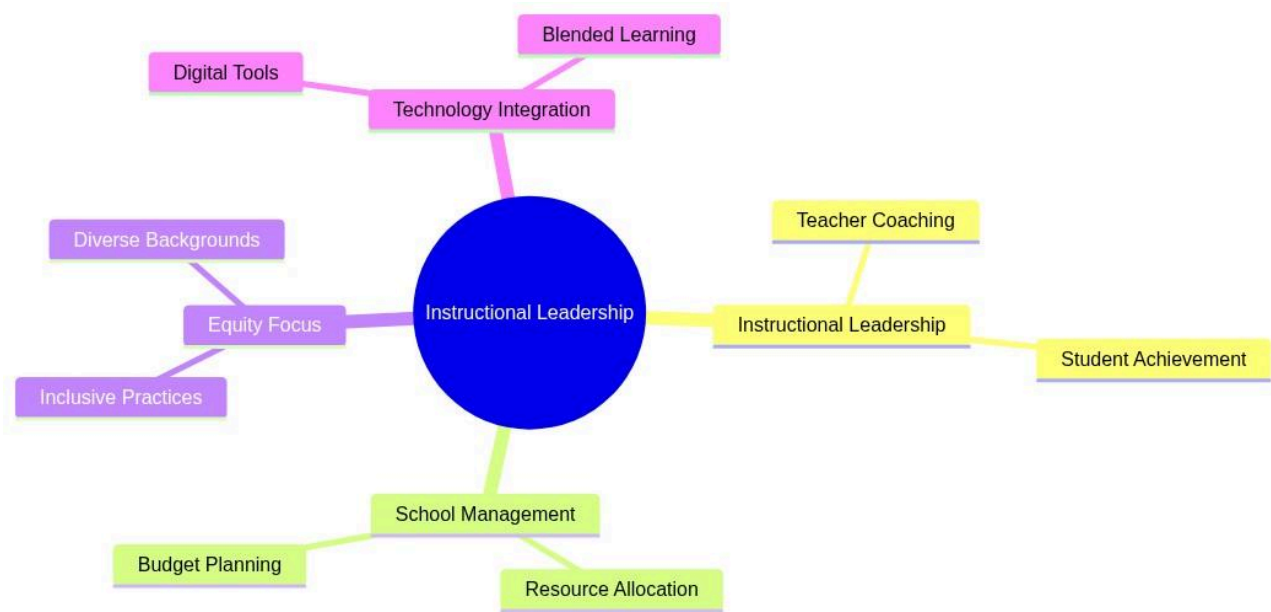 Blended Learning
Digital Tools
Technology Integration
Teacher Coaching
Diverse Backgrounds
Instructional Leadership
Equity Focus
Instructional Leadership
Student Achievement
Inclusive Practices
School Management
Budget Planning
Resource Allocation